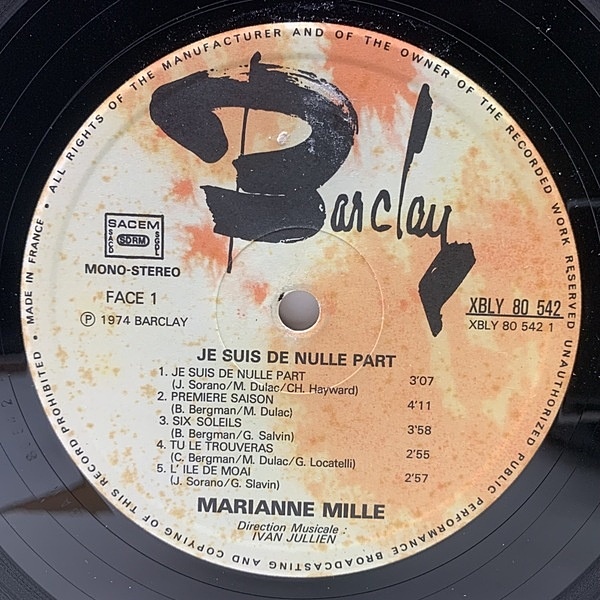 • ALL RIGHTS OF THE MANUFACTURER AND OF THE OWNER OF THE RECORDED WORK RESERVED UNAUTHORIZED PUBLIC PERFORMANCE BROADCASTING AND COPYING OF THIS RECORD PROHIBITED • MADE IN FRANCE
Barclay
SACEM
SACD SDRM SGDL
MONO-STEREO
FACE 1
XBLY 80 542
Ⓟ 1974 BARCLAY
XBLY 80 542 1
JE SUIS DE NULLE PART
1. JE SUIS DE NULLE PART 3'07
(J. Sorano/M. Dulac/CH. Hayward)
2. PREMIERE SAISON 4'11
(B. Bergman/M. Dulac)
3. SIX SOLEILS 3'58
(B. Bergman/G. Salvin)
4. TU LE TROUVERAS 2'55
(C. Bergman/M. Dulac/G. Locatelli)
5. L' ILE DE MOAI 2'57
(J. Sorano/G. Slavin)
MARIANNE MILLE
Direction Musicale :
IVAN JULLIEN